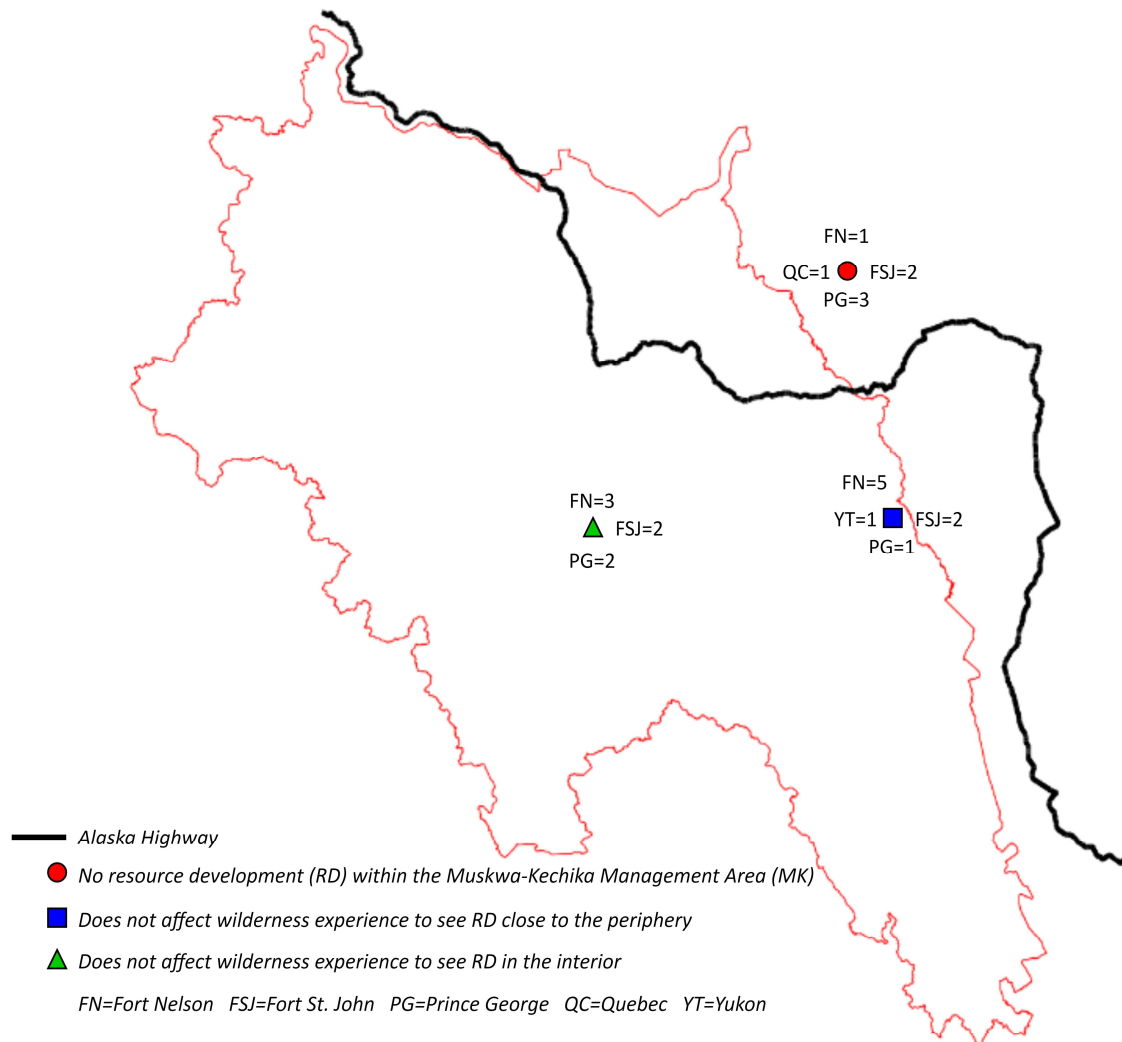 FN=1
QC=1 FSJ=2
PG=3
FN=5
YT=1 FSJ=2
PG=1
FN=3
FSJ=2
PG=2
Alaska Highway
No resource development (RD) within the Muskwa-Kechika Management Area (MK)
Does not affect wilderness experience to see RD close to the periphery
Does not affect wilderness experience to see RD in the interior
FN=Fort Nelson FSJ=Fort St. John PG=Prince George QC=Quebec YT=Yukon